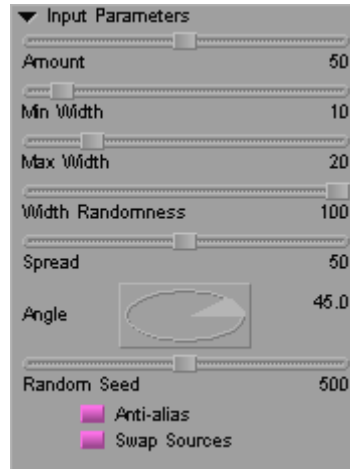 Input Parameters
Amount 50
Min Width 10
Max Width 20
Width Randomness 100
Spread 50
Angle 45.0
Random Seed 500
Anti-alias
Swap Sources